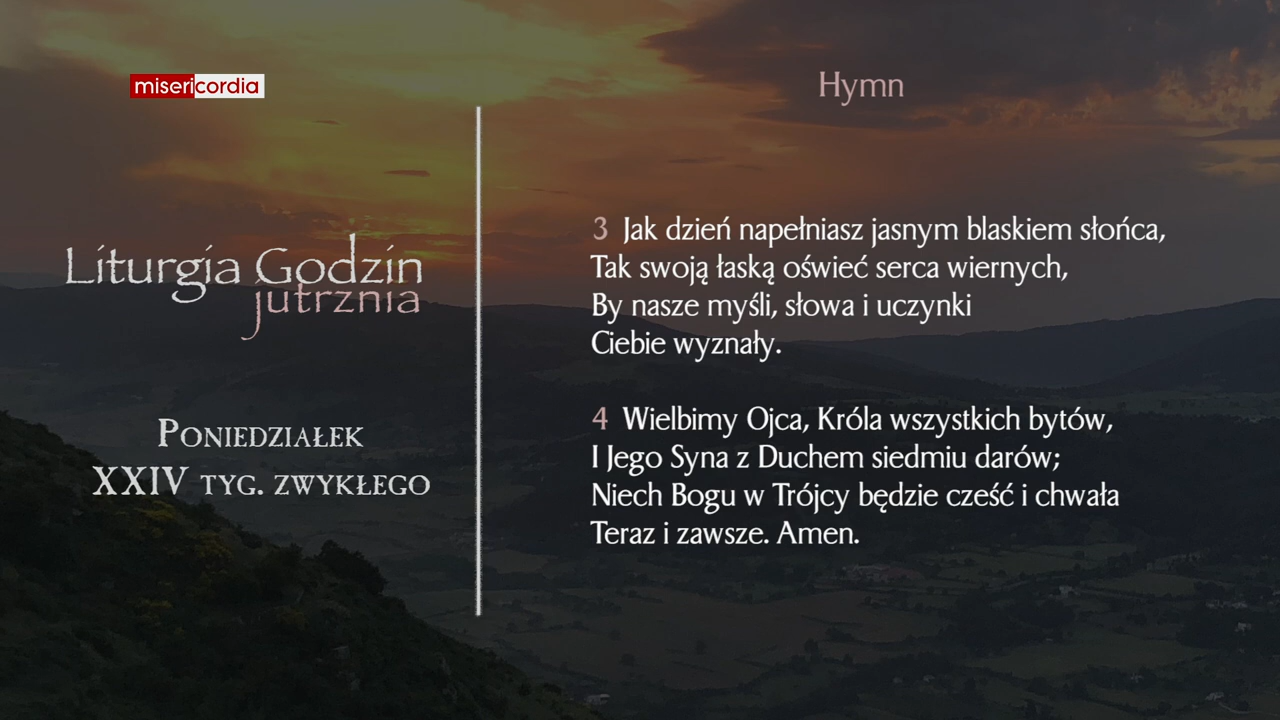 misericordia
Liturgia Godzin
jutrznia
Poniedziałek
XXIV tyg. zwykłego
Hymn
3 Jak dzień napełniasz jasnym blaskiem słońca,
Tak swoją łaską oświeć serca wiernych,
By nasze myśli, słowa i uczynki
Ciebie wyznały.
4 Wielbimy Ojca, Króla wszystkich bytów,
I Jego Syna z Duchem siedmiu darów;
Niech Bogu w Trójcy będzie cześć i chwała
Teraz i zawsze. Amen.